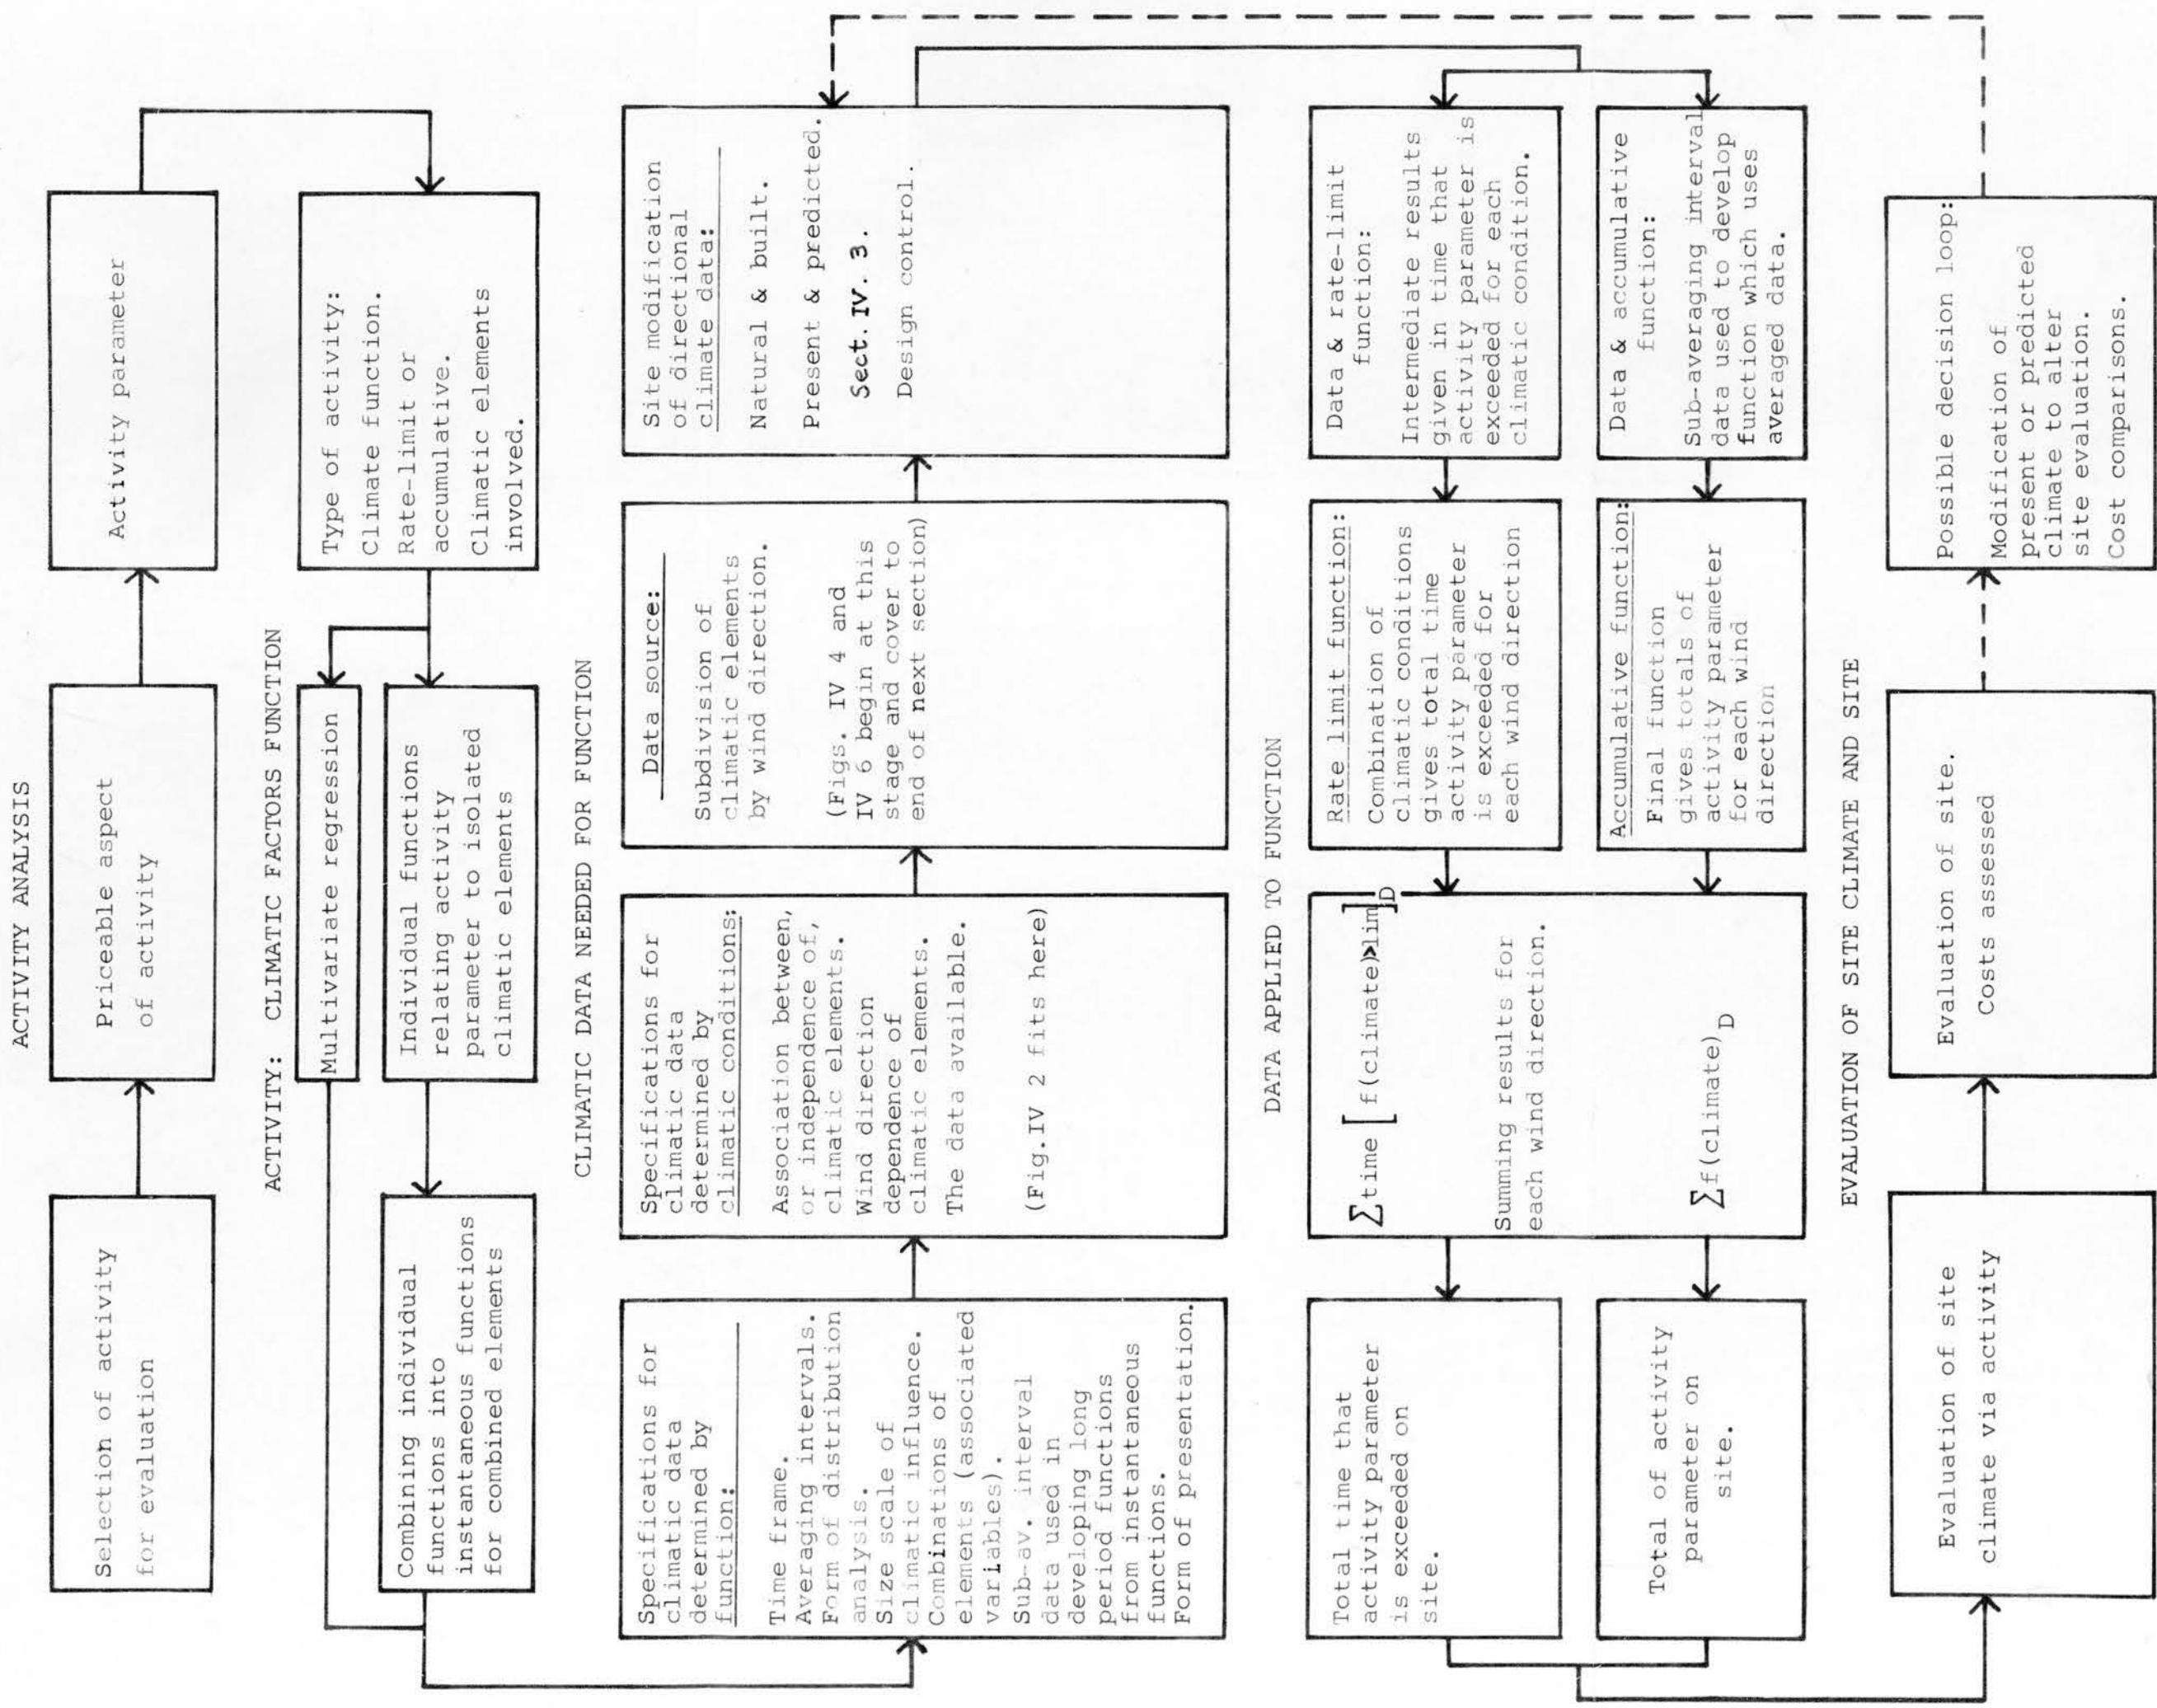 ACTIVITY ANALYSIS
Selection of activity
for evaluation
Priceable aspect
of activity
Activity parameter
ACTIVITY: CLIMATIC FACTORS FUNCTION
Type of activity:
Climate function.
Rate-limit or
accumulative.
Climatic elements
involved.
Multivariate regression
Individual functions
relating activity
parameter to isolated
climatic elements
Combining individual
functions into
instantaneous functions
for combined elements
CLIMATIC DATA NEEDED FOR FUNCTION
Specifications for
climatic data
determined by
function:
Time frame.
Averaging intervals.
Form of distribution
analysis.
Size scale of
climatic influence.
Combinations of
elements (associated
variables).
Sub-av. interval
data used in
developing long
period functions
from instantaneous
functions.
Form of presentation.
Specifications for
climatic data
determined by
climatic conditions:
Association between,
or independence of,
climatic elements.
Wind direction
dependence of
climatic elements.
The data available.
(Fig.IV 2 fits here)
Data source:
Subdivision of
climatic elements
by wind direction.
(Figs. IV 4 and
IV 6 begin at this
stage and cover to
end of next section)
Site modification
of directional
climate data:
Natural & built.
Present & predicted.
Sect. IV. 3.
Design control.
DATA APPLIED TO FUNCTION
Data & rate-limit
function:
Intermediate results
given in time that
activity parameter is
exceeded for each
climatic condition.
Data & accumulative
function:
Sub-averaging interval
data used to develop
function which uses
averaged data.
Rate limit function:
Combination of
climatic conditions
gives total time
activity parameter
is exceeded for
each wind direction
Accumulative function:
Final function
gives totals of
activity parameter
for each wind
direction
∑time [ f(climate)>lim]D
Summing results for
each wind direction.
∑f(climate)D
Total time that
activity parameter
is exceeded on
site.
Total of activity
parameter on
site.
EVALUATION OF SITE CLIMATE AND SITE
Evaluation of site
climate via activity
Evaluation of site.
Costs assessed
Possible decision loop:
Modification of
present or predicted
climate to alter
site evaluation.
Cost comparisons.